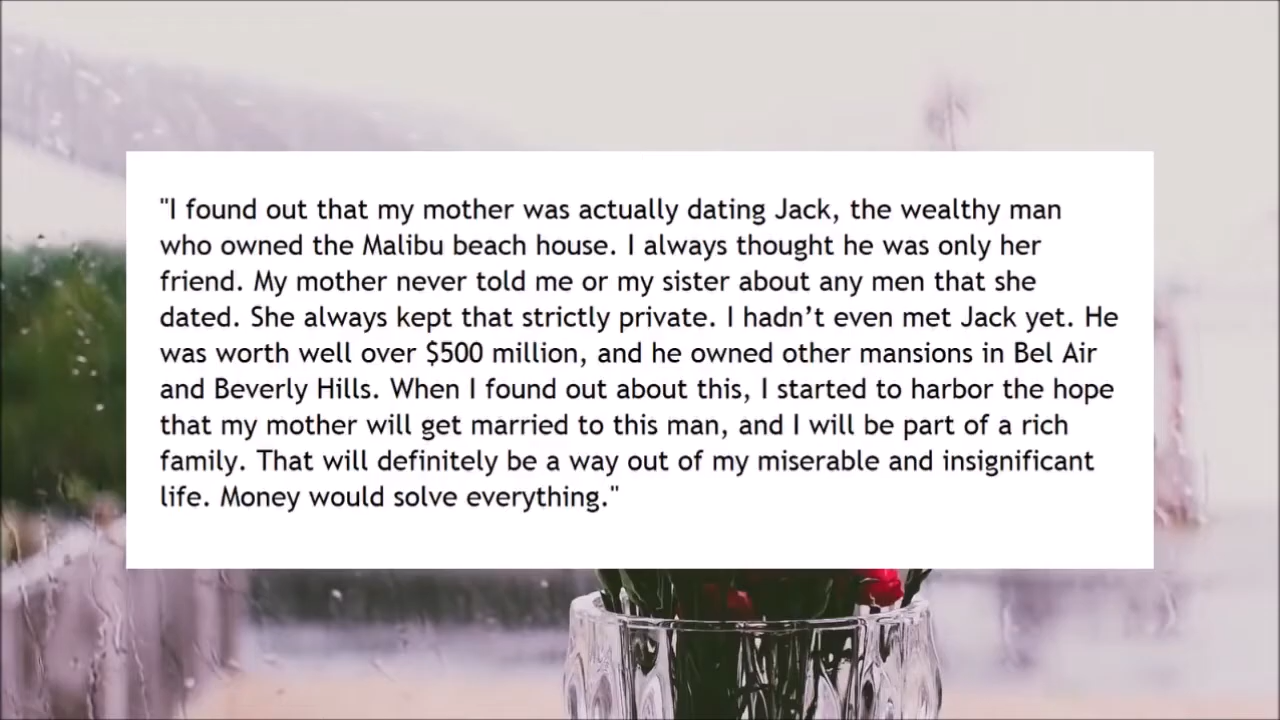 "I found out that my mother was actually dating Jack, the wealthy man
who owned the Malibu beach house. I always thought he was only her
friend. My mother never told me or my sister about any men that she
dated. She always kept that strictly private. I hadn’t even met Jack yet. He
was worth well over $500 million, and he owned other mansions in Bel Air
and Beverly Hills. When I found out about this, I started to harbor the hope
that my mother will get married to this man, and I will be part of a rich
family. That will definitely be a way out of my miserable and insignificant
life. Money would solve everything."